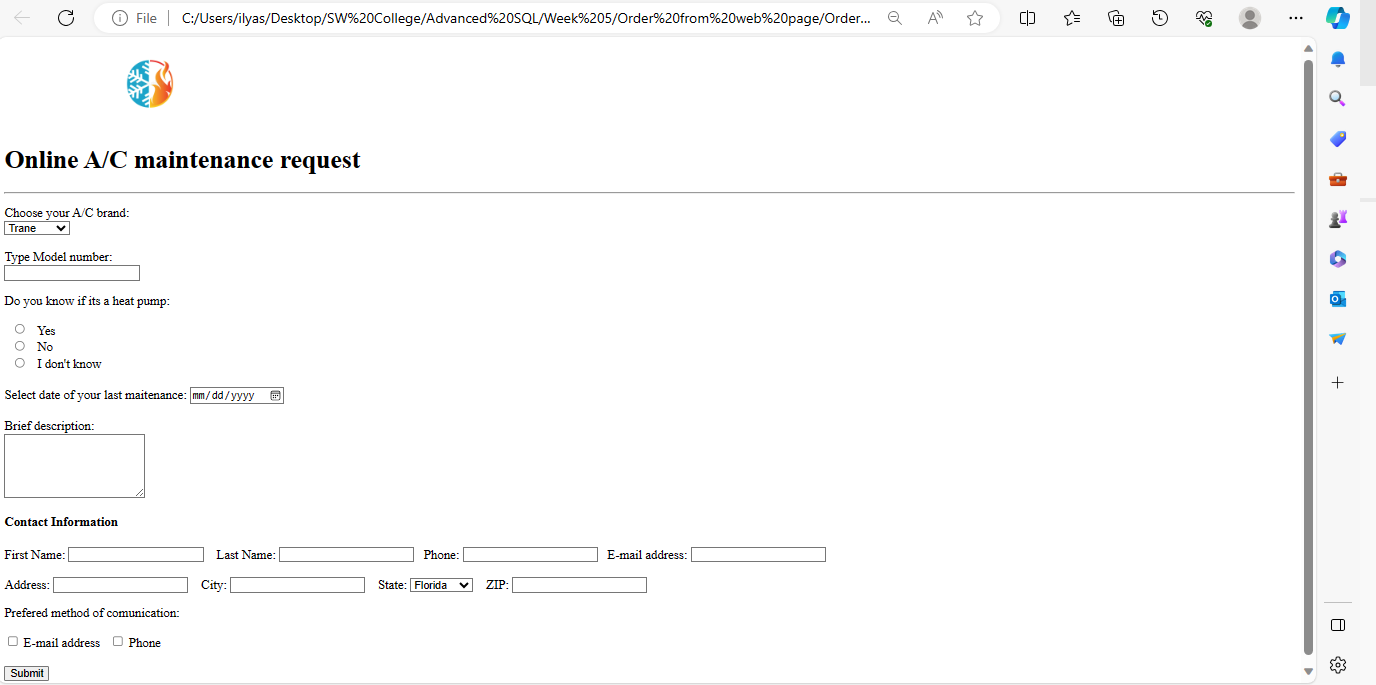 File C:/Users/ilyas/Desktop/SW%20College/Advanced%20SQL/Week%205/Order%20from%20web%20page/Order...
Online A/C maintenance request
Choose your A/C brand:
Trane
Type Model number:
Do you know if its a heat pump:
Yes
No
I don't know
Select date of your last maitenance: mm/dd/yyyy
Brief description:
Contact Information
First Name: Last Name: Phone: E-mail address:
Address: City: State: Florida ZIP:
Prefered method of comunication:
E-mail address Phone
Submit